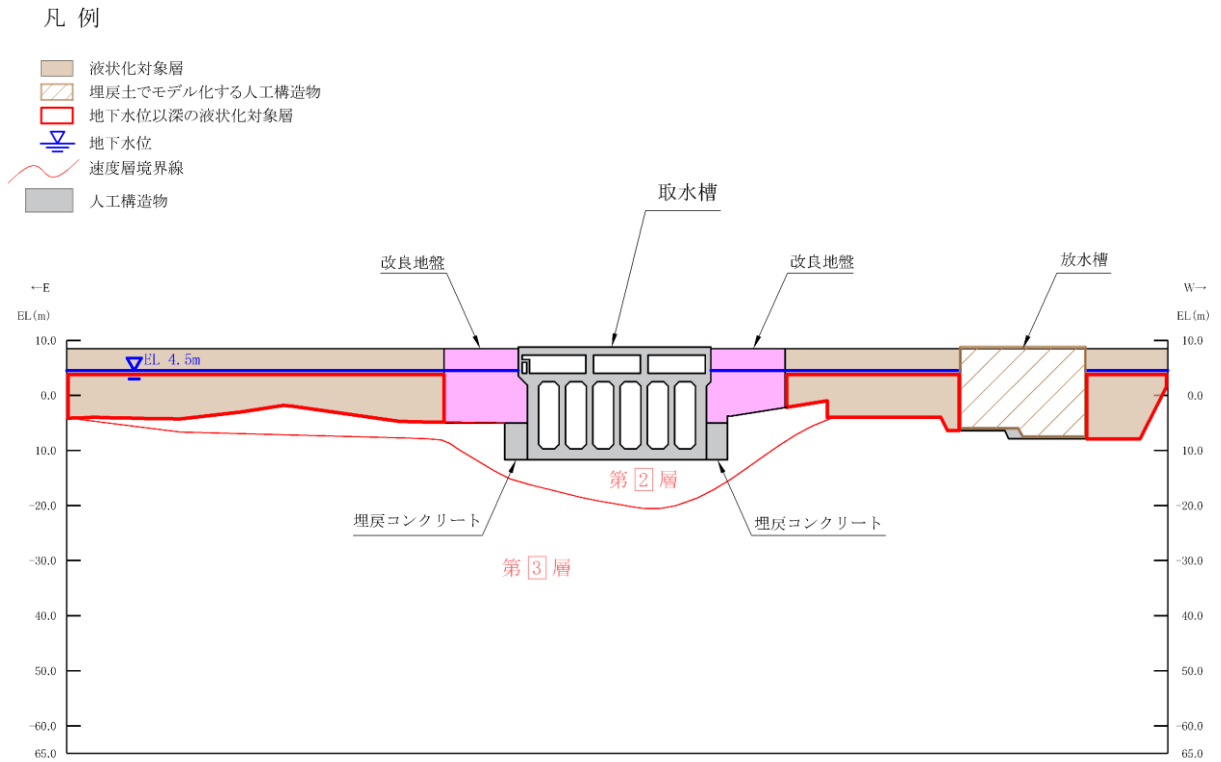 凡 例
液状化対象層
埋戻土でモデル化する人工構造物
地下水位以深の液状化対象層
地下水位
速度層境界線
人工構造物
取水槽
改良地盤
改良地盤
放水槽
←E
W→
EL(m)
EL(m)
10.0
10.0
EL 4.5m
0.0
0.0
10.0
10.0
第2層
-20.0
-20.0
埋戻コンクリート
埋戻コンクリート
第3層
-30.0
-30.0
40.0
40.0
50.0
50.0
-60.0
-60.0
65.0
65.0